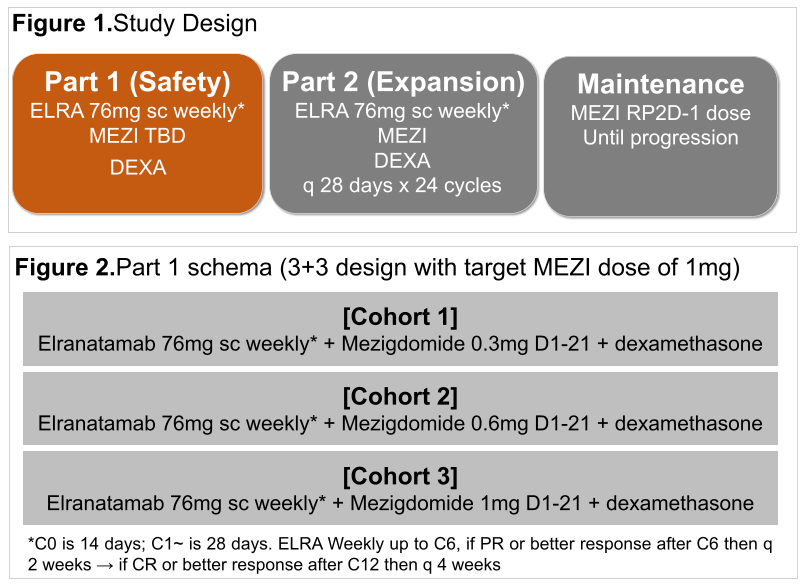 Figure 1.Study Design
Part 1 (Safety)
ELRA 76mg sc weekly*
MEZI TBD
DEXA
Part 2 (Expansion)
ELRA 76mg sc weekly*
MEZI
DEXA
q 28 days x 24 cycles
Maintenance
MEZI RP2D-1 dose
Until progression
Figure 2.Part 1 schema (3+3 design with target MEZI dose of 1mg)
[Cohort 1]
Elranatamab 76mg sc weekly* + Mezigdomide 0.3mg D1-21 + dexamethasone
[Cohort 2]
Elranatamab 76mg sc weekly* + Mezigdomide 0.6mg D1-21 + dexamethasone
[Cohort 3]
Elranatamab 76mg sc weekly* + Mezigdomide 1mg D1-21 + dexamethasone
*C0 is 14 days; C1~ is 28 days. ELRA Weekly up to C6, if PR or better response after C6 then q
2 weeks → if CR or better response after C12 then q 4 weeks